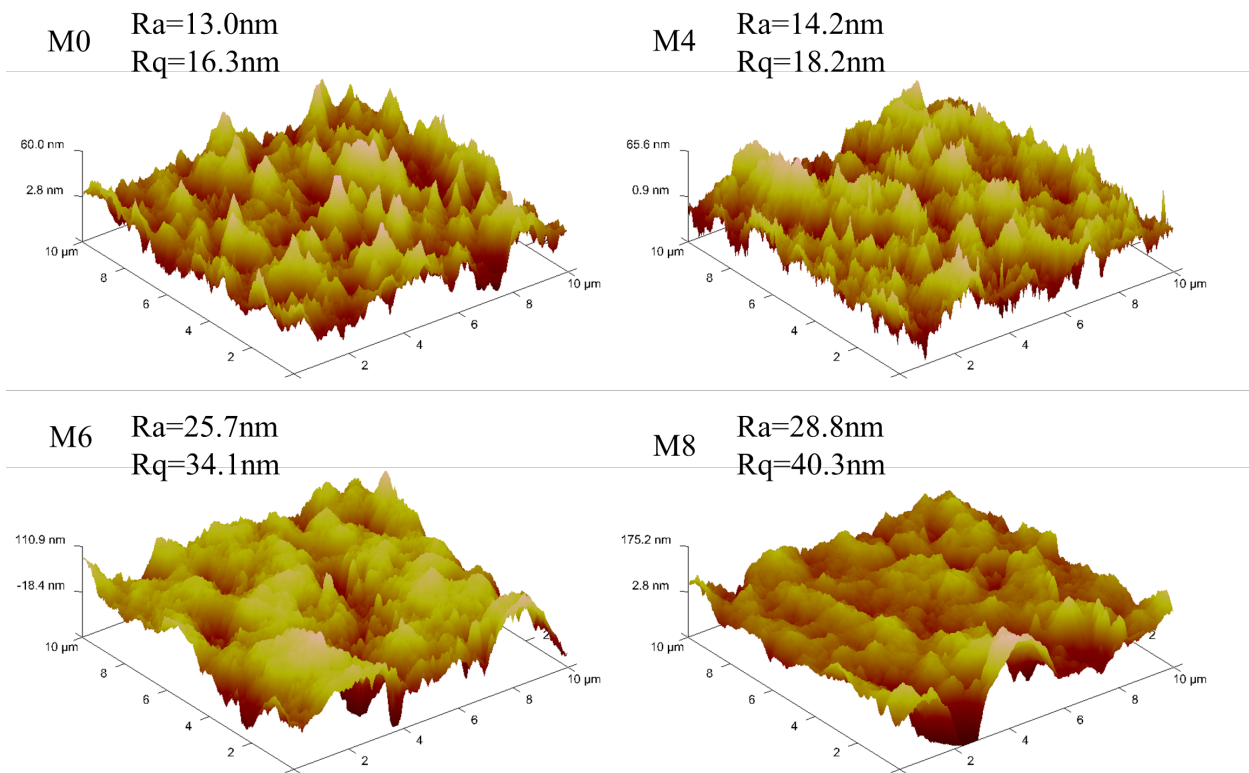 M0
Ra=13.0nm
Rq=16.3nm
60.0 nm
2.8 nm
10 µm
8
6
4
2
2
4
6
8
10 µm
M4
Ra=14.2nm
Rq=18.2nm
65.6 nm
0.9 nm
10 µm
8
6
4
2
2
4
6
8
10 µm
M6
Ra=25.7nm
Rq=34.1nm
110.9 nm
-18.4 nm
10 µm
8
6
4
2
2
4
6
8
10 µm
2
M8
Ra=28.8nm
Rq=40.3nm
175.2 nm
2.8 nm
10 µm
8
6
4
2
2
4
6
8
10 µm
2